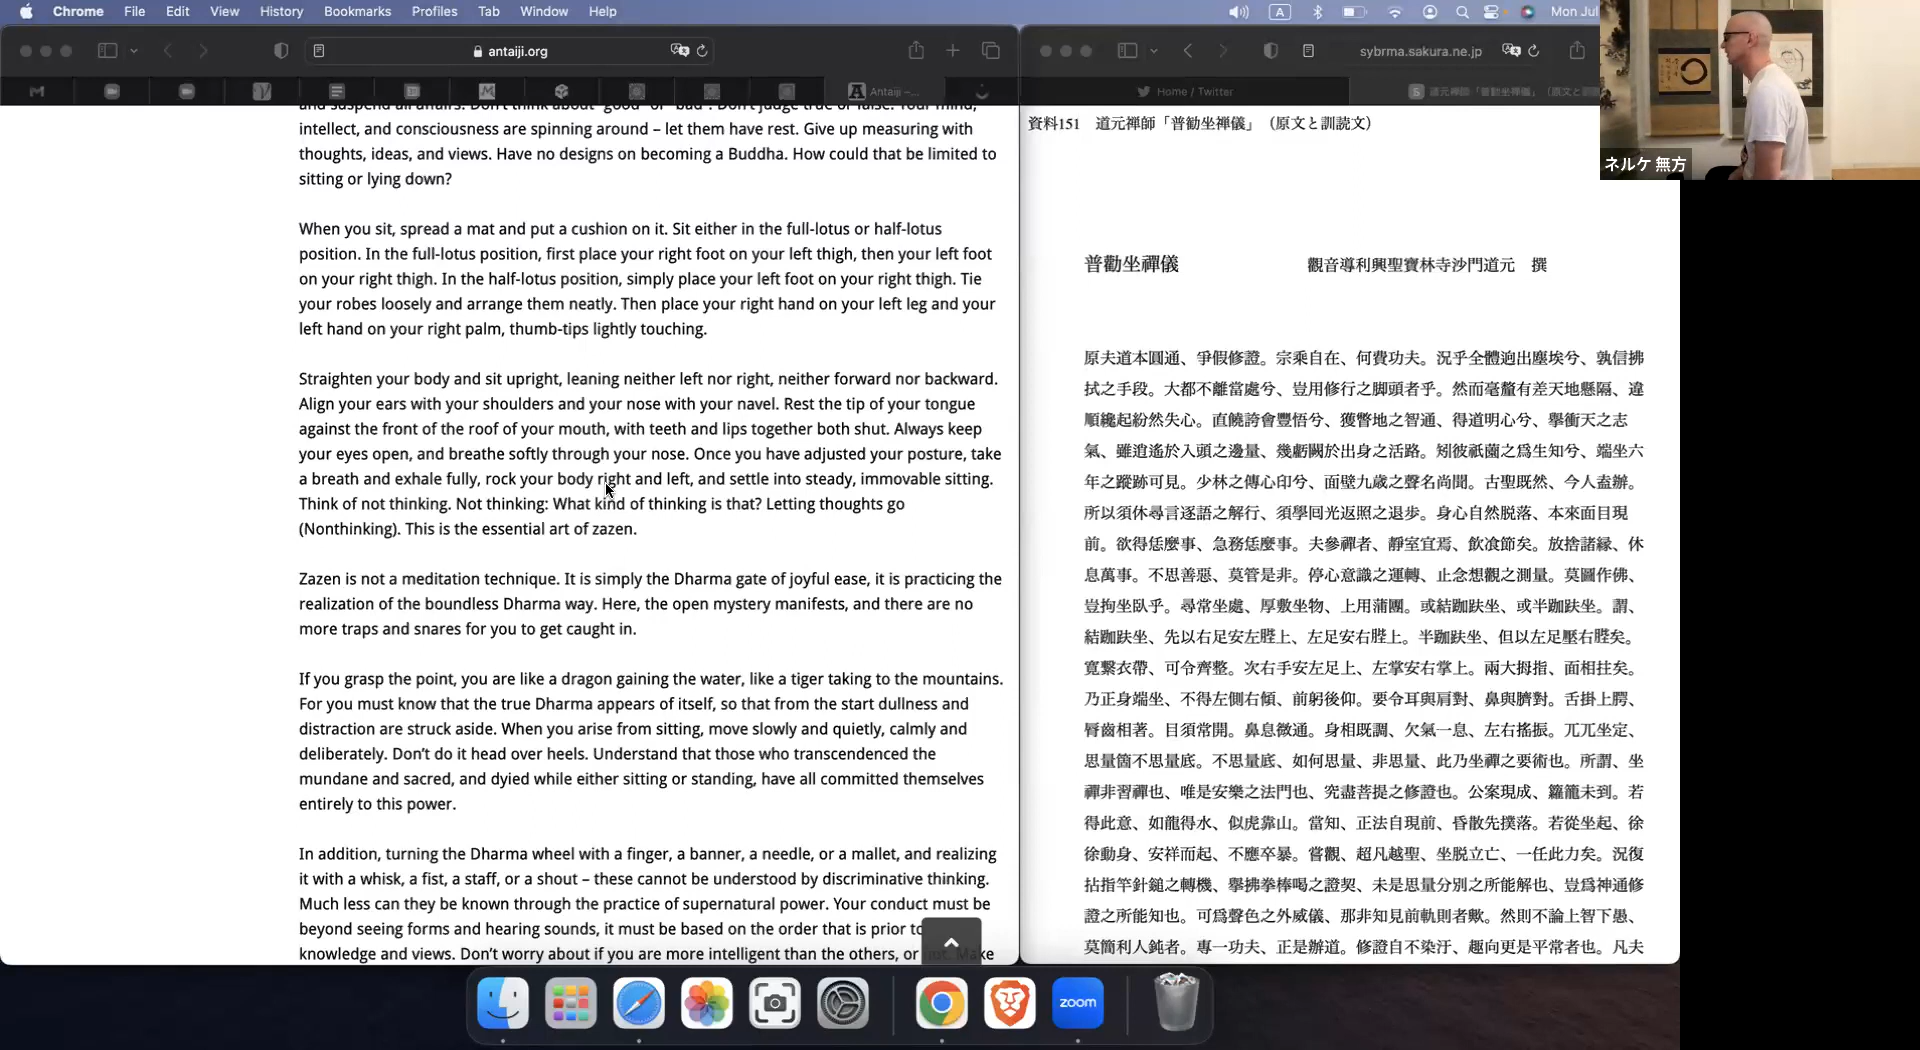 Chrome File Edit View History Bookmarks Profiles Tab Window Help
A
Mon Jul
antaiji.org
sybrma.sakura.ne.jp
Antaiji –...
Home / Twitter
道元禅師「普勧坐禅儀」
and suspend all affairs. Don't think about "good" or "bad". Don't judge true or false. Your mind,
intellect, and consciousness are spinning around – let them have rest. Give up measuring with
thoughts, ideas, and views. Have no designs on becoming a Buddha. How could that be limited to
sitting or lying down?
When you sit, spread a mat and put a cushion on it. Sit either in the full-lotus or half-lotus
position. In the full-lotus position, first place your right foot on your left thigh, then your left foot
on your right thigh. In the half-lotus position, simply place your left foot on your right thigh. Tie
your robes loosely and arrange them neatly. Then place your right hand on your left leg and your
left hand on your right palm, thumb-tips lightly touching.
Straighten your body and sit upright, leaning neither left nor right, neither forward nor backward.
Align your ears with your shoulders and your nose with your navel. Rest the tip of your tongue
against the front of the roof of your mouth, with teeth and lips together both shut. Always keep
your eyes open, and breathe softly through your nose. Once you have adjusted your posture, take
a breath and exhale fully, rock your body right and left, and settle into steady, immovable sitting.
Think of not thinking. Not thinking: What kind of thinking is that? Letting thoughts go
(Nonthinking). This is the essential art of zazen.
Zazen is not a meditation technique. It is simply the Dharma gate of joyful ease, it is practicing the
realization of the boundless Dharma way. Here, the open mystery manifests, and there are no
more traps and snares for you to get caught in.
If you grasp the point, you are like a dragon gaining the water, like a tiger taking to the mountains.
For you must know that the true Dharma appears of itself, so that from the start dullness and
distraction are struck aside. When you arise from sitting, move slowly and quietly, calmly and
deliberately. Don't do it head over heels. Understand that those who transcendenced the
mundane and sacred, and dyied while either sitting or standing, have all committed themselves
entirely to this power.
In addition, turning the Dharma wheel with a finger, a banner, a needle, or a mallet, and realizing
it with a whisk, a fist, a staff, or a shout – these cannot be understood by discriminative thinking.
Much less can they be known through the practice of supernatural power. Your conduct must be
beyond seeing forms and hearing sounds, it must be based on the order that is prior to
knowledge and views. Don't worry about if you are more intelligent than the others, or not. Make
資料151 道元禅師「普勧坐禅儀」（原文と訓読文）
普勸坐禪儀 觀音導利興聖寶林寺沙門道元 撰
原夫道本圓通、爭假修證。宗乘自在、何費功夫。況乎全體逈出塵埃兮、孰信拂
拭之手段。大都不離當處兮、豈用修行之脚頭者乎。然而毫釐有差天地懸隔、違
順纔起紛然失心。直饒誇會豐悟兮、獲瞥地之智通、得道明心兮、擧衝天之志
氣、雖逍遙於入頭之邊量、幾虧闕於出身之活路。矧彼祇薗之爲生知兮、端坐六
年之蹤跡可見。少林之傳心印兮、面壁九歳之聲名尚聞。古聖既然、今人盍辦。
所以須休尋言逐語之解行、須學囘光返照之退歩。身心自然脱落、本來面目現
前。欲得恁麼事、急務恁麼事。夫參禪者、靜室宜焉、飮飡節矣。放捨諸縁、休
息萬事。不思善惡、莫管是非。停心意識之運轉、止念想觀之測量。莫圖作佛、
豈拘坐臥乎。尋常坐處、厚敷坐物、上用蒲團。或結跏趺坐、或半跏趺坐。謂、
結跏趺坐、先以右足安左䏶上、左足安右䏶上。半跏趺坐、但以左足壓右䏶矣。
寛繋衣帶、可令齊整。次右手安左足上、左掌安右掌上。兩大拇指、面相拄矣。
乃正身端坐、不得左側右傾、前躬後仰。要令耳與肩對、鼻與臍對。舌掛上腭、
脣齒相著。目須常開。鼻息微通。身相既調、欠氣一息、左右搖振。兀兀坐定、
思量箇不思量底。不思量底、如何思量、非思量、此乃坐禪之要術也。所謂、坐
禪非習禪也、唯是安樂之法門也、究盡菩提之修證也。公案現成、籮籠未到。若
得此意、如龍得水、似虎靠山。當知、正法自現前、昏散先撲落。若從坐起、徐
徐動身、安祥而起、不應卒暴。嘗觀、超凡越聖、坐脱立亡、一任此力矣。況復
拈指竿針鎚之轉機、擧拂拳棒喝之證契、未是思量分別之所能解也、豈爲神通修
證之所能知也。可爲聲色之外威儀、那非知見前軌則者歟。然則不論上智下愚、
莫簡利人鈍者。專一功夫、正是辦道。修證自不染汙、趣向更是平常者也。凡夫
ネルケ 無方
zoom